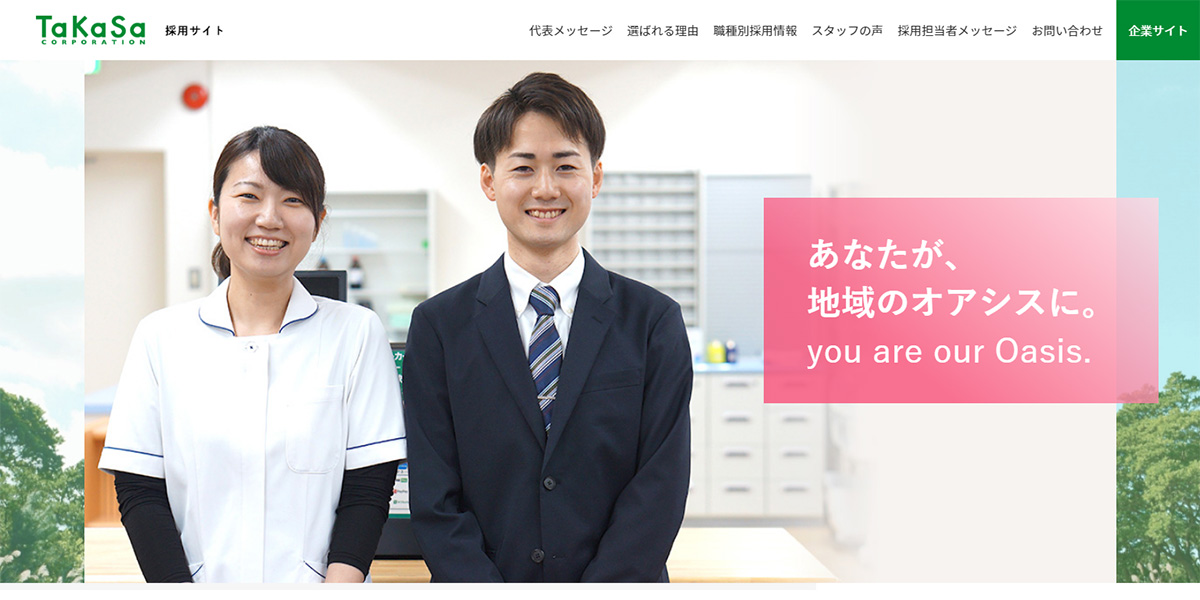 TaKaSa
CORPORATION
採用サイト
代表メッセージ 選ばれる理由 職種別採用情報 スタッフの声 採用担当者メッセージ お問い合わせ 企業サイト
あなたが、
地域のオアシスに。
you are our Oasis.